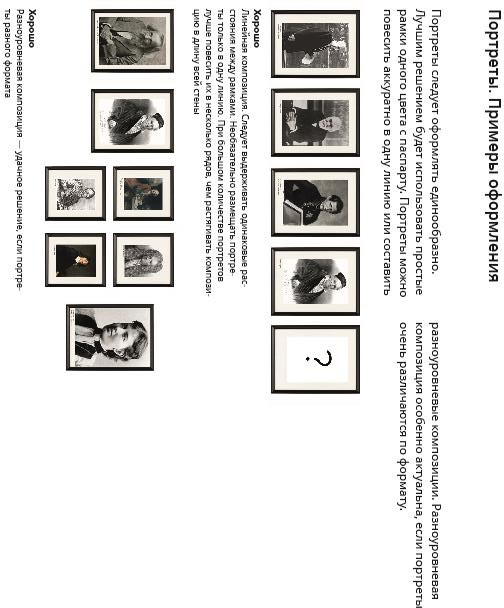 Портреты. Примеры оформления
Портреты следует оформлять единообразно.
Лучшим решением будет использовать простые
рамки одного цвета с паспарту. Портреты можно
повесить аккуратно в одну линию или составить
разноуровневые композиции. Разноуровневая
композиция особенно актуальна, если портреты
очень различаются по формату.
?
Хорошо
Линейная композиция. Следует выдерживать одинаковые рас-
стояния между рамками. Необязательно размещать портре-
ты только в одну линию. При большом количестве портретов
лучше повесить их в несколько рядов, чем растягивать компози-
цию в длину всей стены
Хорошо
Разноуровневая композиция — удачное решение, если портре-
ты разного формата